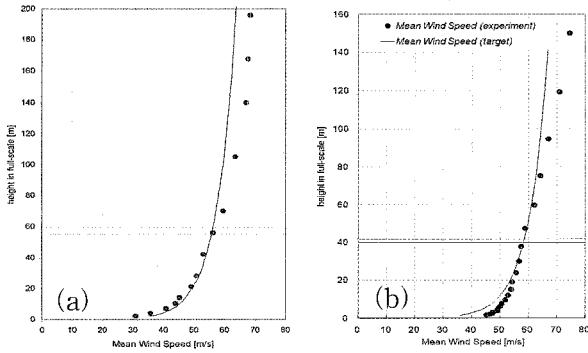 (a)
height in full-scale [m]
200
180
160
140
120
100
80
60
40
20
0
0 10 20 30 40 50 60 70 80
Mean Wind Speed [m/s]
(b)
height in full-scale [m]
160
140
120
100
80
60
40
20
0
0 10 20 30 40 50 60 70 80
Mean Wind Speed [m/s]
Mean Wind Speed (experiment)
Mean Wind Speed (target)